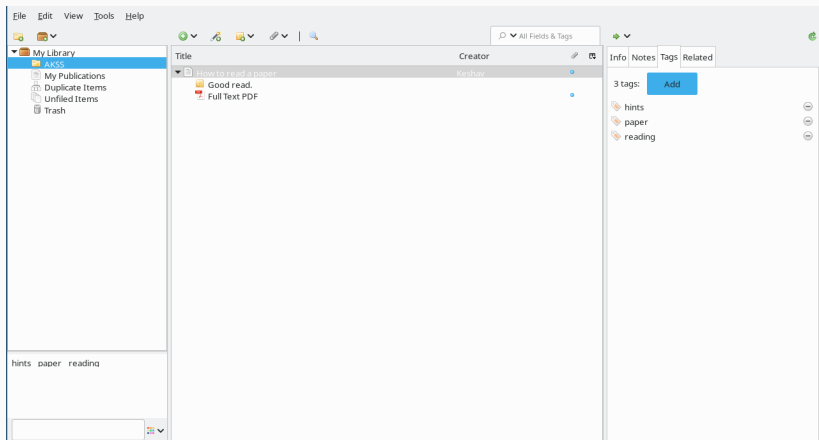 File Edit View Tools Help
All Fields & Tags
My Library
AKSS
My Publications
Duplicate Items
Unfiled Items
Trash
hints paper reading
Title Creator
How to read a paper Keshav
Good read.
Full Text PDF
Info Notes Tags Related
3 tags: Add
hints
paper
reading